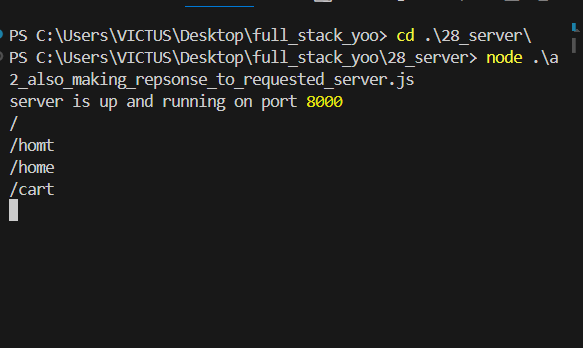 PS C:\Users\VICTUS\Desktop\full_stack_yoo> cd .\28_server\
PS C:\Users\VICTUS\Desktop\full_stack_yoo\28_server> node .\a
2_also_making_repsonse_to_requested_server.js
server is up and running on port 8000
/
/homt
/home
/cart